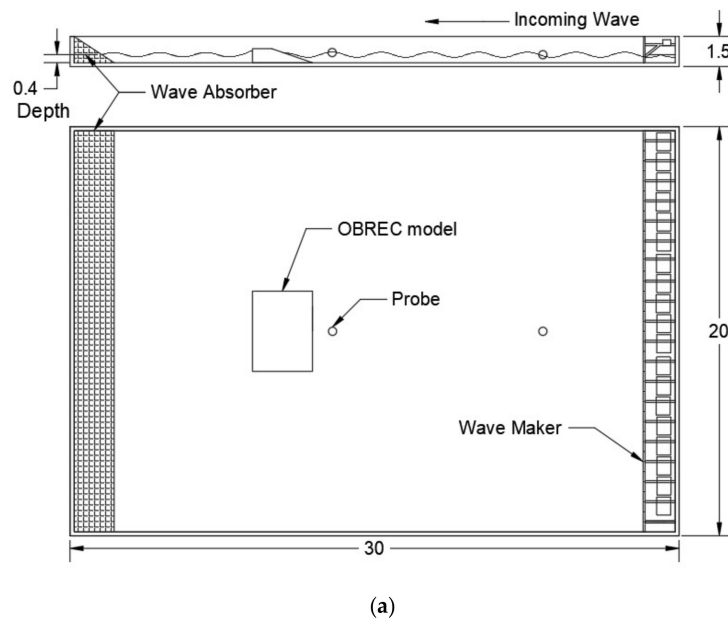 Incoming Wave
1.5
0.4
Depth
Wave Absorber
OBREC model
Probe
20
Wave Maker
30
(a)